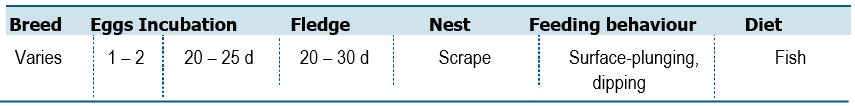 Breed Eggs Incubation Fledge Nest Feeding behaviour Diet
Varies 1 – 2 20 – 25 d 20 – 30 d Scrape Surface-plunging, Fish
dipping